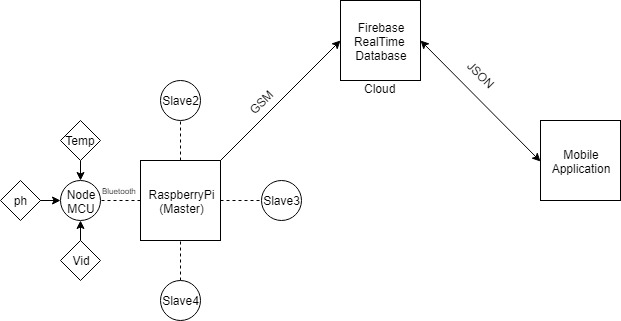 Firebase
RealTime
Database
Cloud
GSM
JSON
Mobile
Application
Slave2
Temp
ph
Node
MCU
Bluetooth
RaspberryPi
(Master)
Slave3
Vid
Slave4